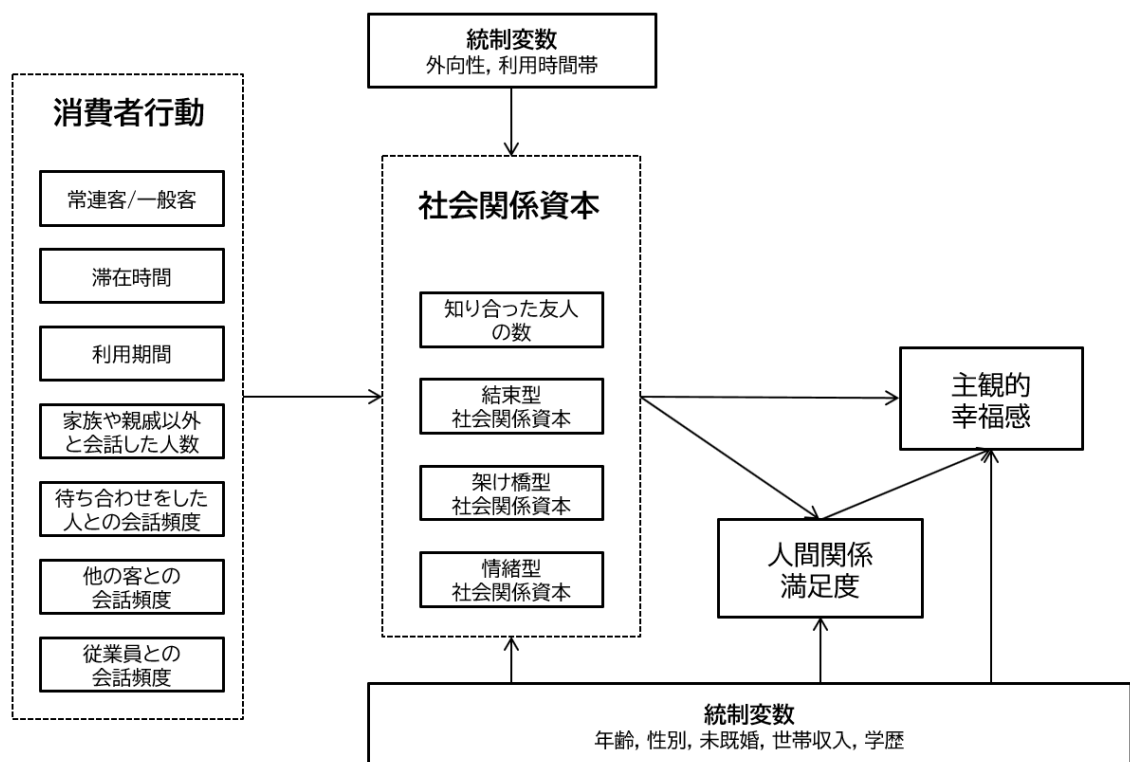 統制変数
外向性, 利用時間帯
消費者行動
常連客/一般客
滞在時間
利用期間
家族や親戚以外
と会話した人数
待ち合わせをした
人との会話頻度
他の客との
会話頻度
従業員との
会話頻度
社会関係資本
知り合った友人
の数
結束型
社会関係資本
架け橋型
社会関係資本
情緒型
社会関係資本
主観的
幸福感
人間関係
満足度
統制変数
年齢, 性別, 未既婚, 世帯収入, 学歴